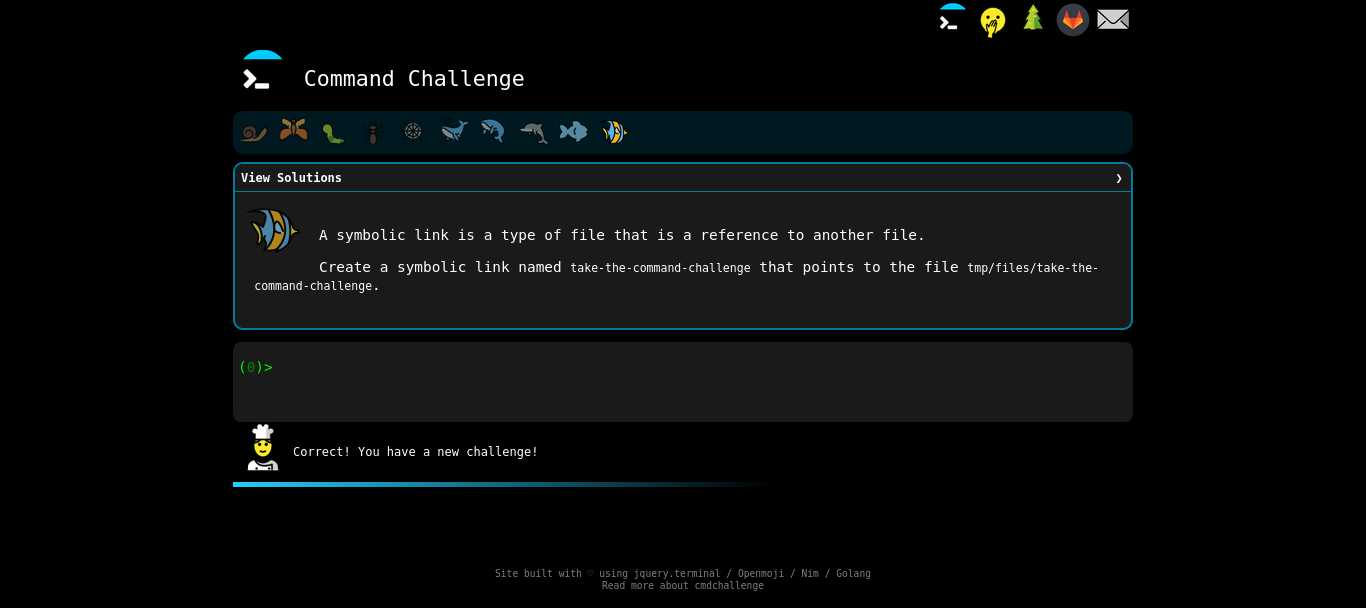 Command Challenge
View Solutions ❯
A symbolic link is a type of file that is a reference to another file.
Create a symbolic link named take-the-command-challenge that points to the file tmp/files/take-the-
command-challenge.
(0)>
Correct! You have a new challenge!
Site built with ♡ using jquery.terminal / Openmoji / Nim / Golang
Read more about cmdchallenge